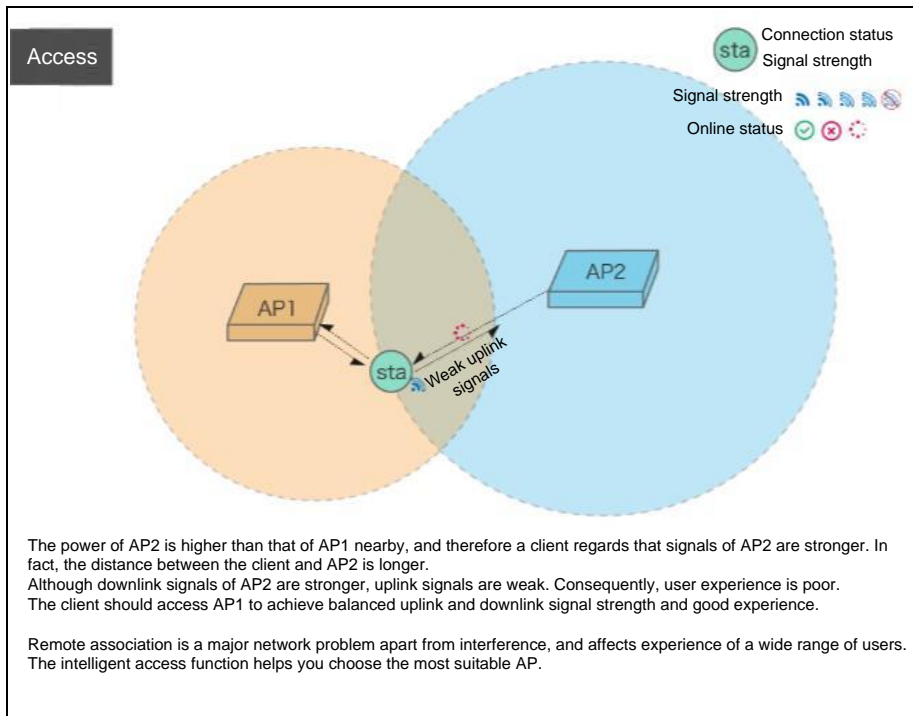 Access
sta
Connection status
Signal strength
Signal strength
Online status
AP1
AP2
sta
Weak uplink
signals
The power of AP2 is higher than that of AP1 nearby, and therefore a client regards that signals of AP2 are stronger. In
fact, the distance between the client and AP2 is longer.
Although downlink signals of AP2 are stronger, uplink signals are weak. Consequently, user experience is poor.
The client should access AP1 to achieve balanced uplink and downlink signal strength and good experience.
Remote association is a major network problem apart from interference, and affects experience of a wide range of users.
The intelligent access function helps you choose the most suitable AP.